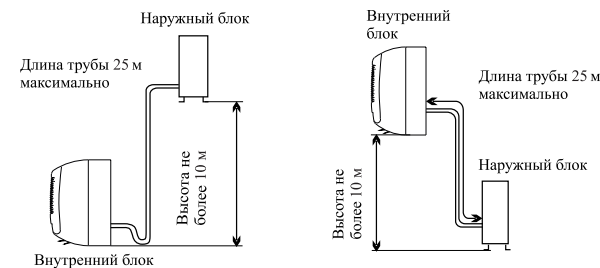 Наружный блок
Длина трубы 25 м
максимально
Высота не
более 10 м
Внутренний блок
Внутренний
блок
Длина трубы 25 м
максимально
Высота не
более 10 м
Наружный блок